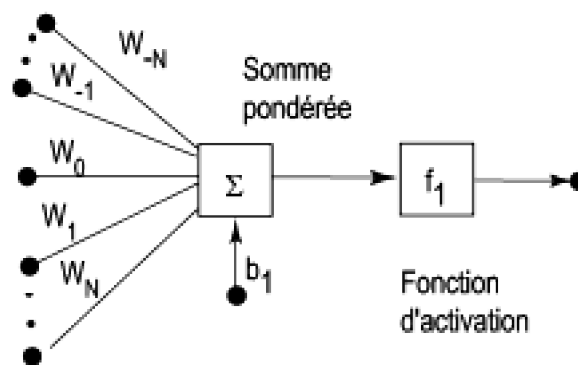 W-N
W-1
Somme
pondérée
W0
Σ
f1
W1
WN
b1
Fonction
d'activation